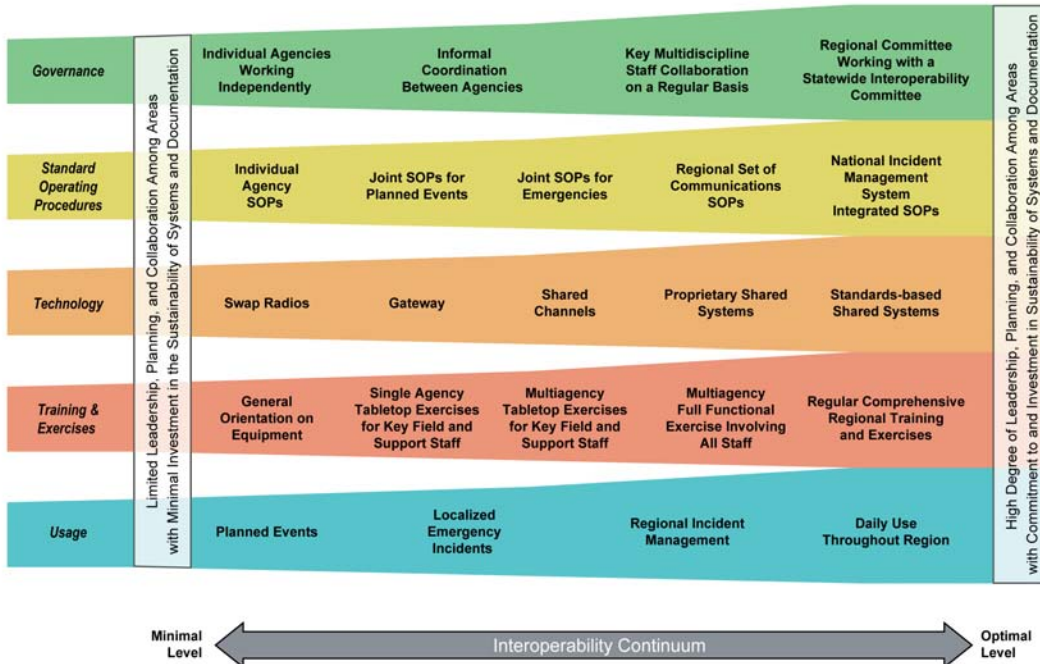 Governance
Limited Leadership, Planning, and Collaboration Among Areas
with Minimal Investment in the Sustainability of Systems and Documentation
Individual Agencies
Working
Independently
Informal
Coordination
Between Agencies
Key Multidiscipline
Staff Collaboration
on a Regular Basis
Regional Committee
Working with a
Statewide Interoperability
Committee
High Degree of Leadership, Planning, and Collaboration Among Areas
with Commitment to and Investment in Sustainability of Systems and Documentation
Standard
Operating
Procedures
Individual
Agency
SOPs
Joint SOPs for
Planned Events
Joint SOPs for
Emergencies
Regional Set of
Communications
SOPs
National Incident
Management
System
Integrated SOPs
Technology
Swap Radios
Gateway
Shared
Channels
Proprietary Shared
Systems
Standards-based
Shared Systems
Training &
Exercises
General
Orientation on
Equipment
Single Agency
Tabletop Exercises
for Key Field and
Support Staff
Multiagency
Tabletop Exercises
for Key Field and
Support Staff
Multiagency
Full Functional
Exercise Involving
All Staff
Regular Comprehensive
Regional Training
and Exercises
Usage
Planned Events
Localized
Emergency
Incidents
Regional Incident
Management
Daily Use
Throughout Region
Minimal
Level
Interoperability Continuum
Optimal
Level